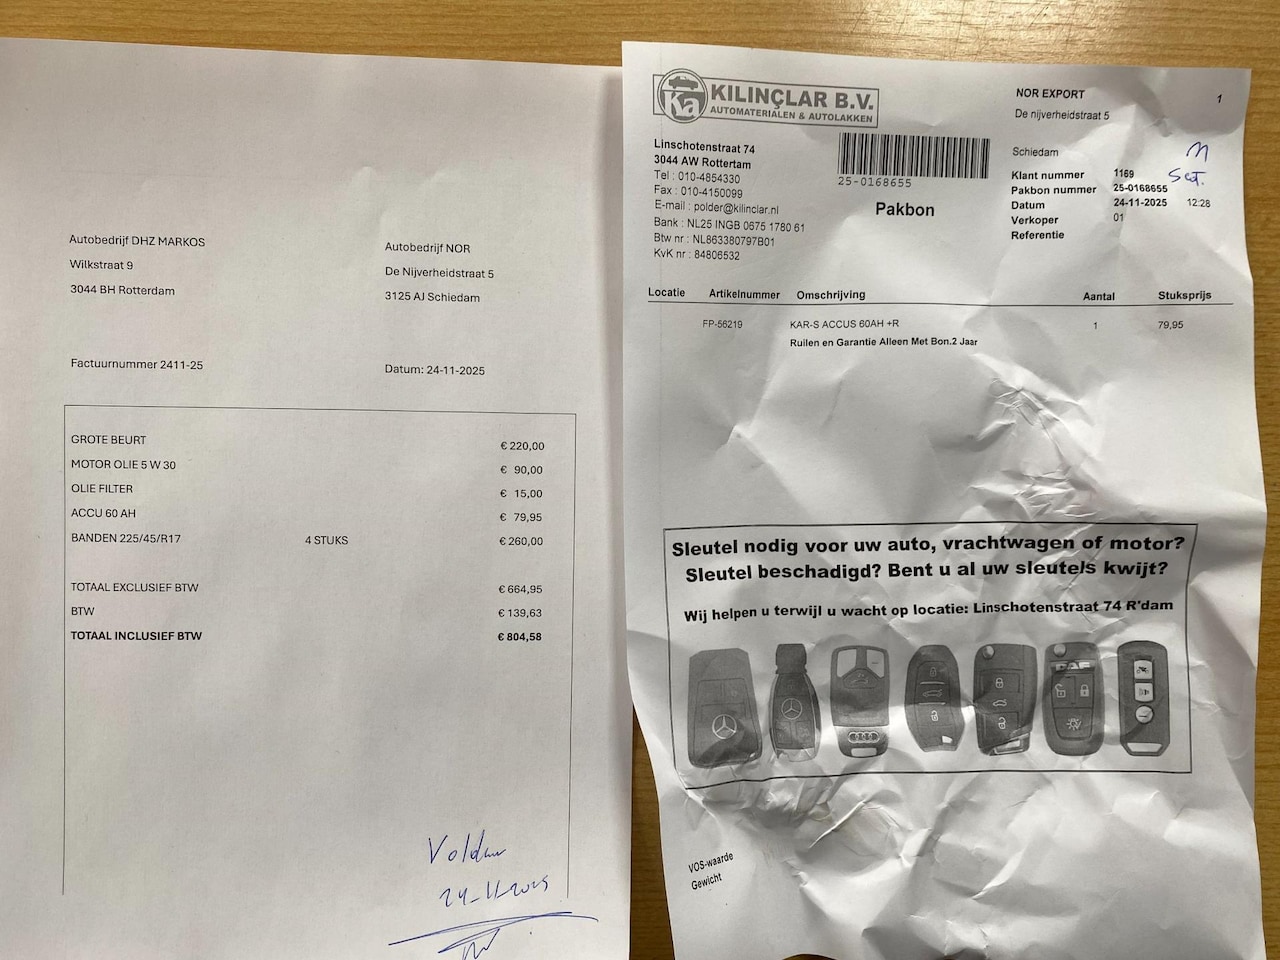 Autobedrijf DHZ MARKOS
Wilkstraat 9
3044 BH Rotterdam
Autobedrijf NOR
De Nijverheidstraat 5
3125 AJ Schiedam
Factuurnummer 2411-25
Datum: 24-11-2025
GROTE BEURT € 220,00
MOTOR OLIE 5 W 30 € 90,00
OLIE FILTER € 15,00
ACCU 60 AH € 79,95
BANDEN 225/45/R17 4 STUKS € 260,00
TOTAAL EXCLUSIEF BTW € 664,95
BTW € 139,63
TOTAAL INCLUSIEF BTW € 804,58
24-11-2025
Ka KILINÇLAR B.V.
AUTOMATERIALEN & AUTOLAKKEN
Linschotenstraat 74
3044 AW Rotterdam
Tel : 010-4854330
Fax : 010-4150099
E-mail : polder@kilinclar.nl
Bank : NL25 INGB 0675 1780 61
Btw nr : NL863380797B01
KvK nr : 84806532
25-0168655
Pakbon
NOR EXPORT 1
De nijverheidstraat 5
Schiedam
Klant nummer 1169
Pakbon nummer 25-0168655
Datum 24-11-2025 12:28
Verkoper 01
Referentie
Locatie Artikelnummer Omschrijving Aantal Stuksprijs
FP-56219 KAR-S ACCUS 60AH +R 1 79,95
Ruilen en Garantie Alleen Met Bon.2 Jaar
Sleutel nodig voor uw auto, vrachtwagen of motor?
Sleutel beschadigd? Bent u al uw sleutels kwijt?
Wij helpen u terwijl u wacht op locatie: Linschotenstraat 74 R'dam
DAF
VOS-waarde
Gewicht